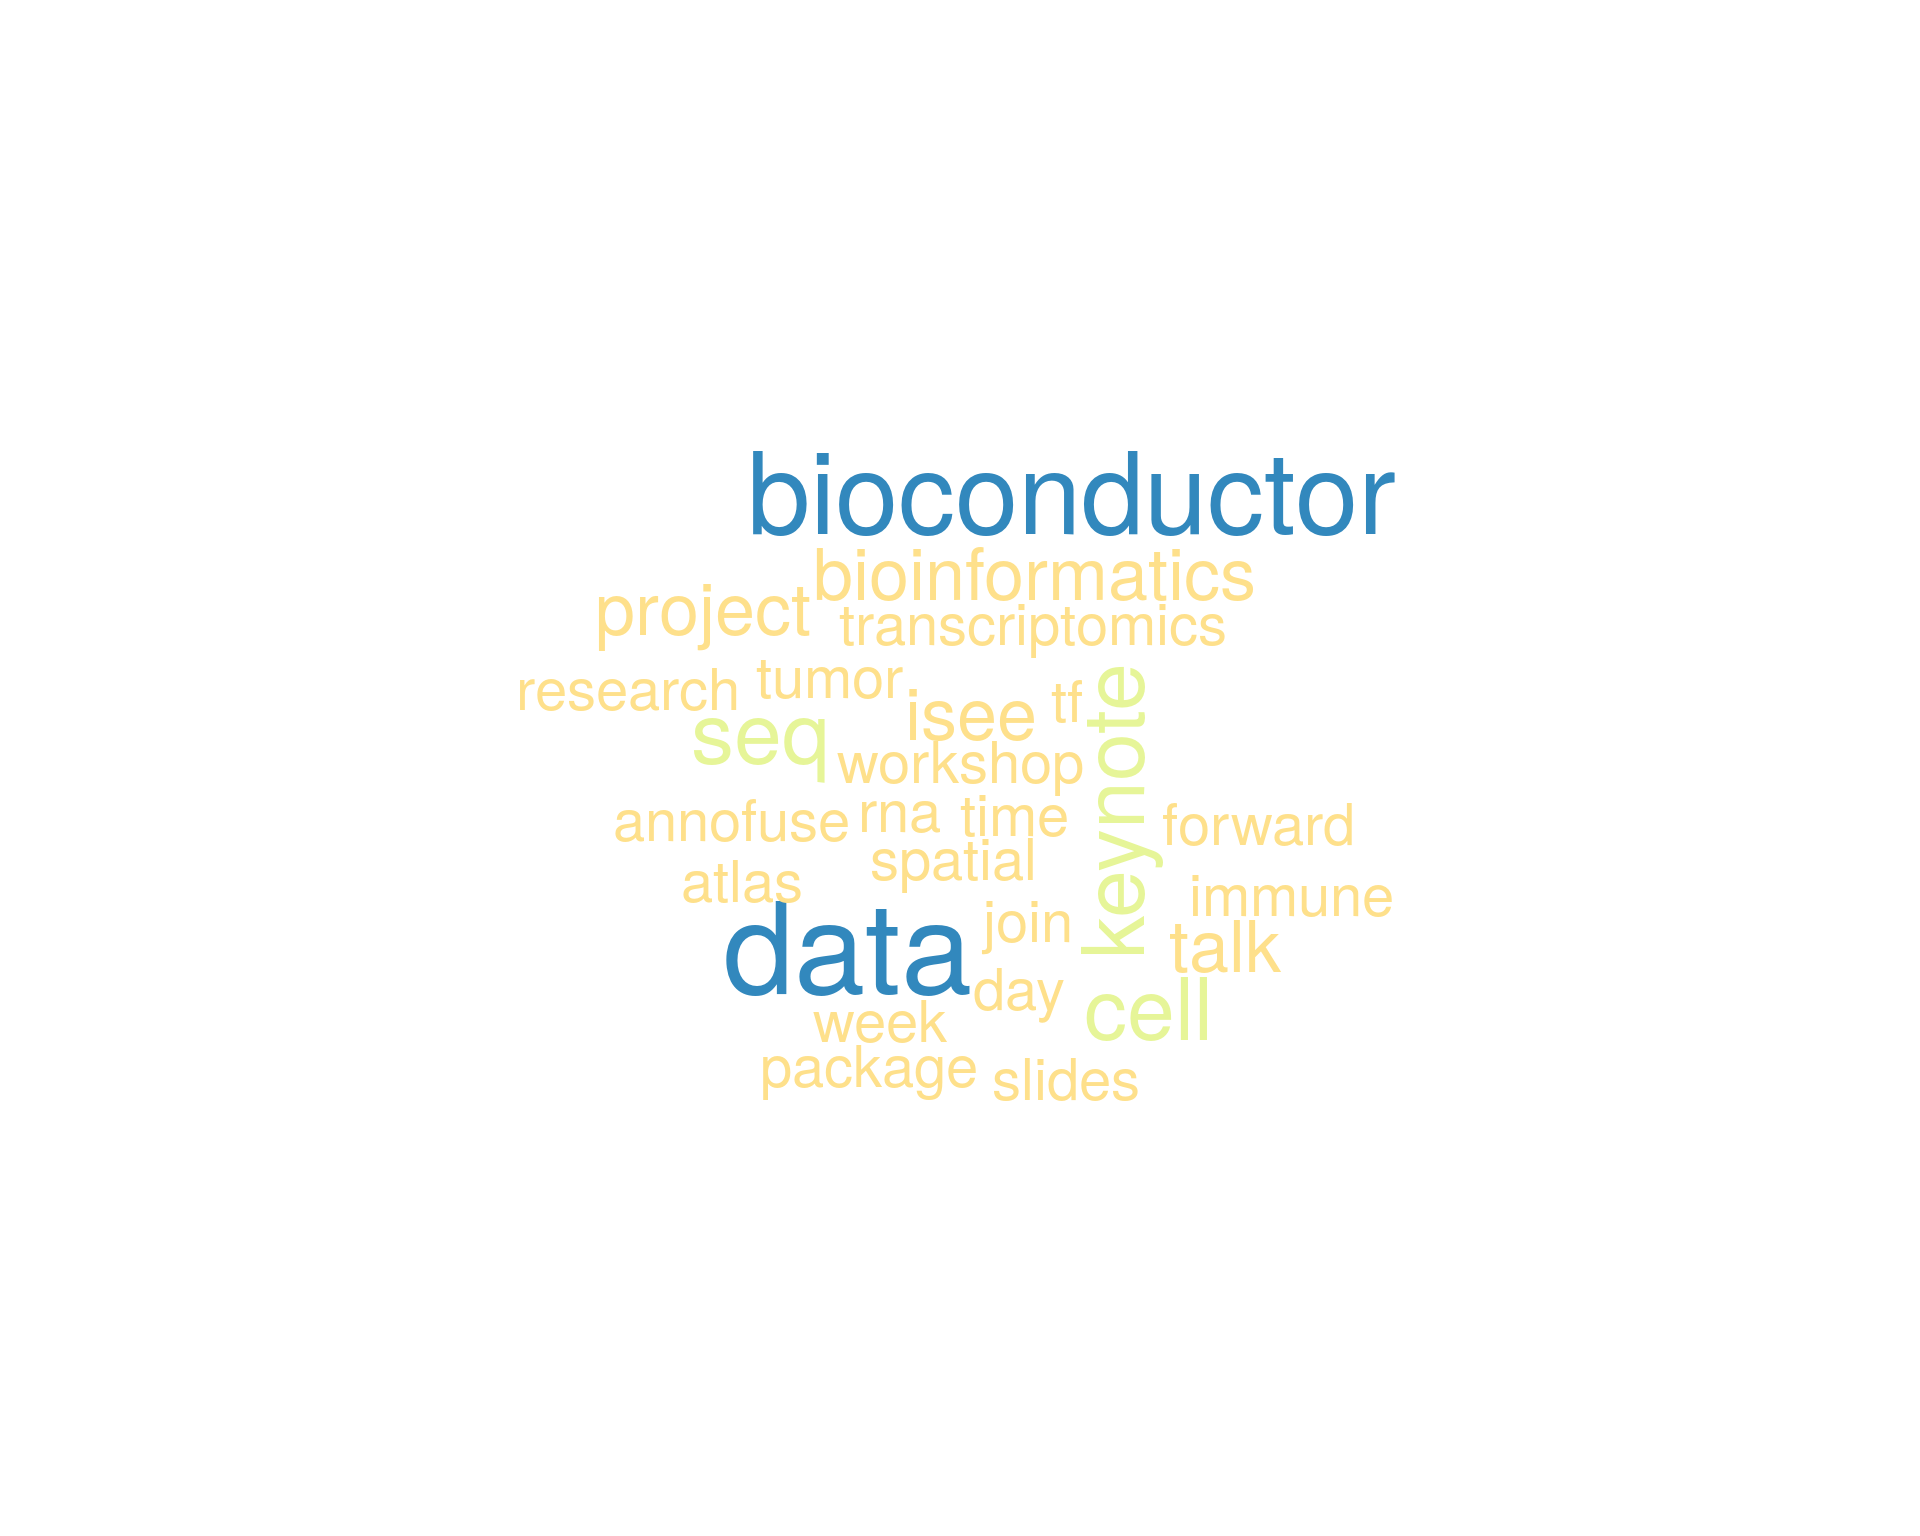 bioconductor
bioinformatics
project
transcriptomics
tumor
research
isee
tf
keynote
seq
workshop
annofuse
rna
time
forward
spatial
atlas
immune
join
data
talk
day
cell
week
package
slides